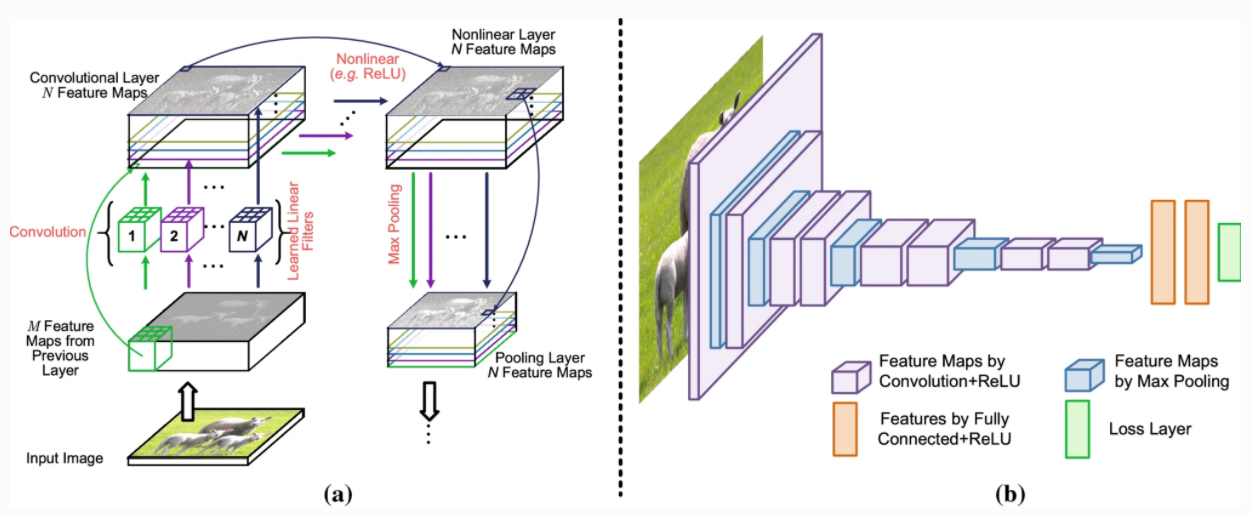 Nonlinear Layer
N Feature Maps
Nonlinear
(e.g. ReLU)
Convolutional Layer
N Feature Maps
...
...
...
Convolution
1
2
...
N
Learned Linear
Filters
...
Max Pooling
...
M Feature
Maps from
Previous
Layer
Pooling Layer
N Feature Maps
...
Input Image
(a)
Feature Maps by
Convolution+ReLU
Feature Maps
by Max Pooling
Features by Fully
Connected+ReLU
Loss Layer
(b)